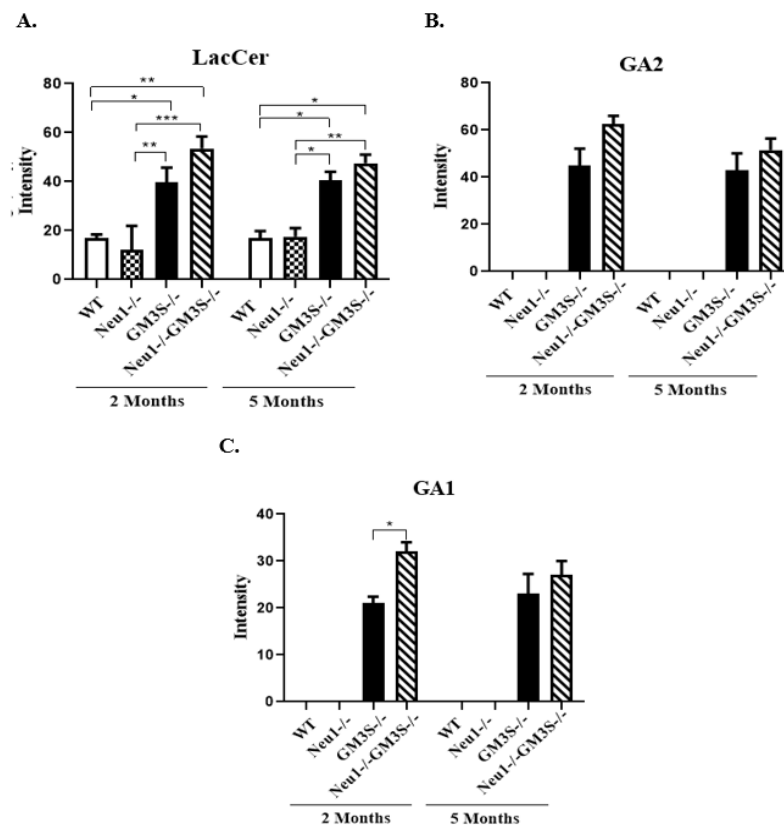 A.
LacCer
** 
*
***
**
*
*
**
*
80
60
40
20
0
Intensity
WT
Neu1-/-
GM3S-/-
Neu1-/-GM3S-/-
WT
Neu1-/-
GM3S-/-
Neu1-/-GM3S-/-
2 Months
5 Months
B.
GA2
80
60
40
20
0
Intensity
WT
Neu1-/-
GM3S-/-
Neu1-/-GM3S-/-
WT
Neu1-/-
GM3S-/-
Neu1-/-GM3S-/-
2 Months
5 Months
C.
GA1
*
40
30
20
10
0
Intensity
WT
Neu1-/-
GM3S-/-
Neu1-/-GM3S-/-
WT
Neu1-/-
GM3S-/-
Neu1-/-GM3S-/-
2 Months
5 Months